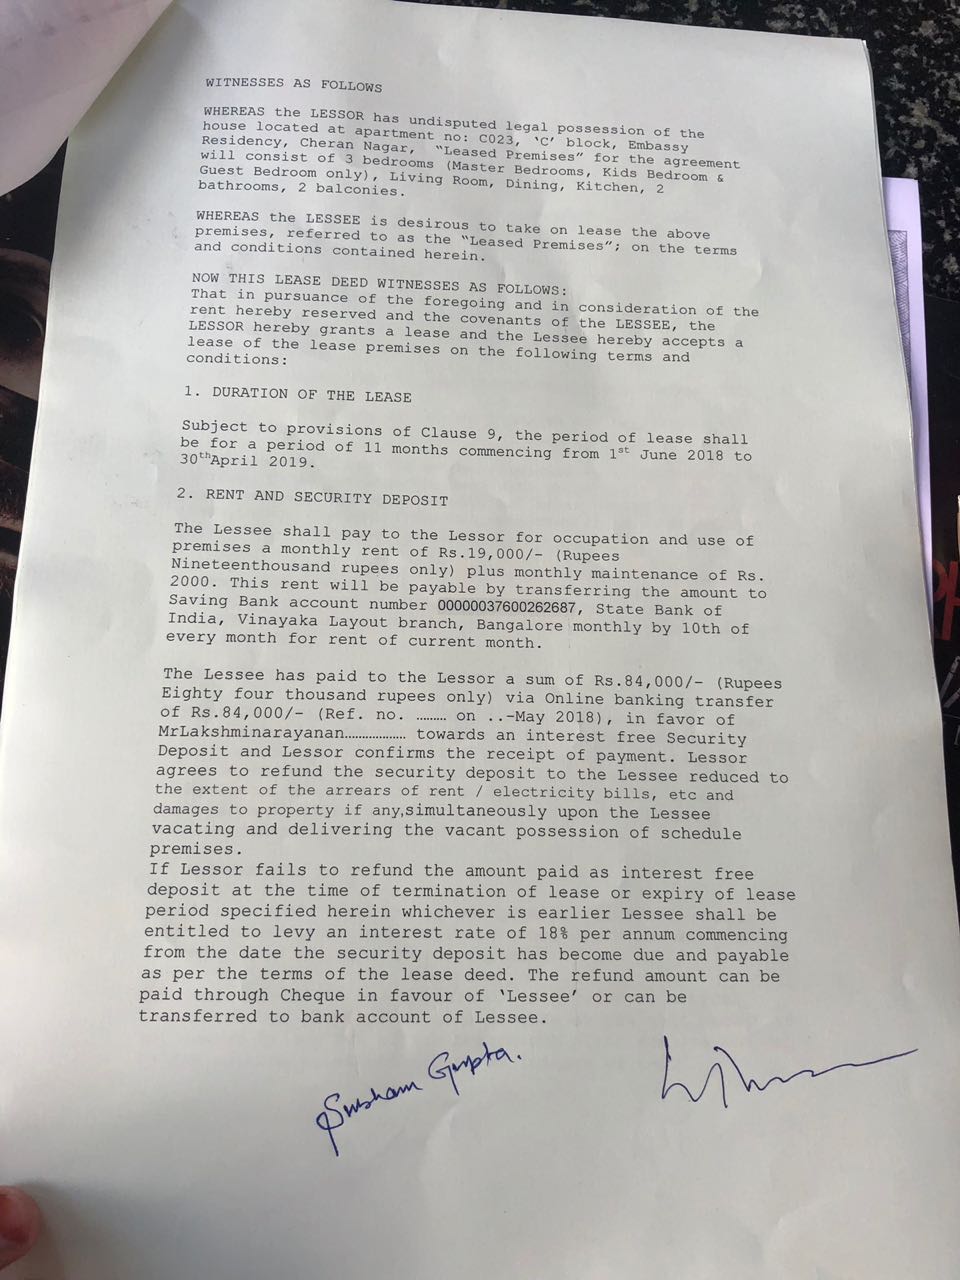 WITNESSES AS FOLLOWS
WHEREAS the LESSOR has undisputed legal possession of the
house located at apartment no: C023, ‘C’ block, Embassy
Residency, Cheran Nagar, “Leased Premises” for the agreement
will consist of 3 bedrooms (Master Bedrooms, Kids Bedroom &
Guest Bedroom only), Living Room, Dining, Kitchen, 2
bathrooms, 2 balconies.
WHEREAS the LESSEE is desirous to take on lease the above
premises, referred to as the “Leased Premises”; on the terms
and conditions contained herein.
NOW THIS LEASE DEED WITNESSES AS FOLLOWS:
That in pursuance of the foregoing and in consideration of the
rent hereby reserved and the covenants of the LESSEE, the
LESSOR hereby grants a lease and the Lessee hereby accepts a
lease of the lease premises on the following terms and
conditions:
1. DURATION OF THE LEASE
Subject to provisions of Clause 9, the period of lease shall
be for a period of 11 months commencing from 1st June 2018 to
30thApril 2019.
2. RENT AND SECURITY DEPOSIT
The Lessee shall pay to the Lessor for occupation and use of
premises a monthly rent of Rs.19,000/- (Rupees
Nineteenthousand rupees only) plus monthly maintenance of Rs.
2000. This rent will be payable by transferring the amount to
Saving Bank account number 00000037600262687, State Bank of
India, Vinayaka Layout branch, Bangalore monthly by 10th of
every month for rent of current month.
The Lessee has paid to the Lessor a sum of Rs.84,000/- (Rupees
Eighty four thousand rupees only) via Online banking transfer
of Rs.84,000/- (Ref. no. ……… on ..-May 2018), in favor of
MrLakshminarayanan……………… towards an interest free Security
Deposit and Lessor confirms the receipt of payment. Lessor
agrees to refund the security deposit to the Lessee reduced to
the extent of the arrears of rent / electricity bills, etc and
damages to property if any,simultaneously upon the Lessee
vacating and delivering the vacant possession of schedule
premises.
If Lessor fails to refund the amount paid as interest free
deposit at the time of termination of lease or expiry of lease
period specified herein whichever is earlier Lessee shall be
entitled to levy an interest rate of 18% per annum commencing
from the date the security deposit has become due and payable
as per the terms of the lease deed. The refund amount can be
paid through Cheque in favour of ‘Lessee’ or can be
transferred to bank account of Lessee.
Gupta.